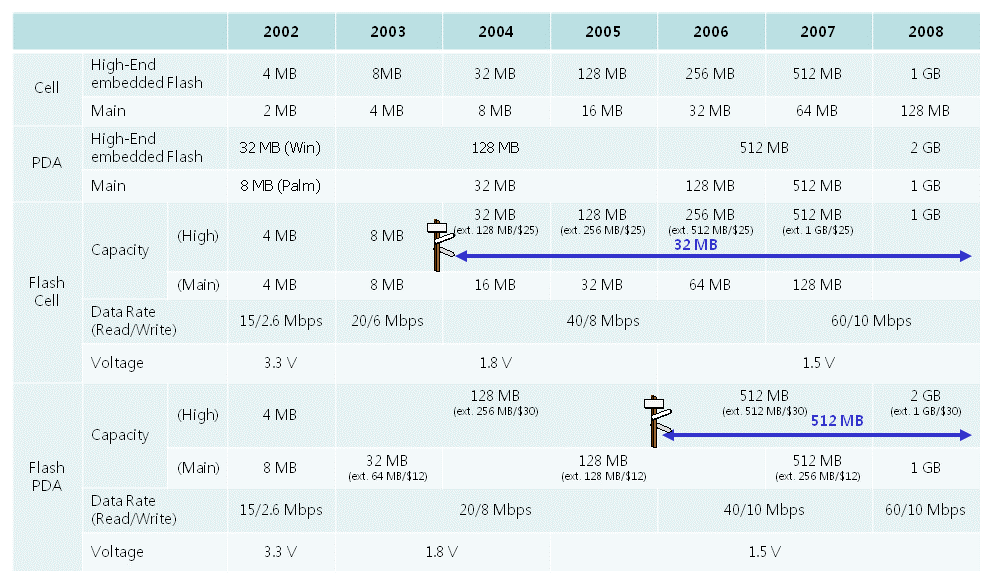 2002 2003 2004 2005 2006 2007 2008
Cell
High-End
embedded Flash
4 MB 8MB 32 MB 128 MB 256 MB 512 MB 1 GB
Main 2 MB 4 MB 8 MB 16 MB 32 MB 64 MB 128 MB
PDA
High-End
embedded Flash
32 MB (Win) 128 MB 512 MB 2 GB
Main 8 MB (Palm) 32 MB 128 MB 512 MB 1 GB
Flash
Cell
Capacity
(High) 4 MB 8 MB 32 MB 128 MB 256 MB 512 MB 1 GB
(ext. 128 MB/$25) (ext. 256 MB/$25) (ext. 512 MB/$25) (ext. 1 GB/$25)
32 MB
(Main) 4 MB 8 MB 16 MB 32 MB 64 MB 128 MB
Data Rate
(Read/Write)
15/2.6 Mbps 20/6 Mbps 40/8 Mbps 60/10 Mbps
Voltage 3.3 V 1.8 V 1.5 V
Flash
PDA
Capacity
(High) 4 MB 128 MB 512 MB 2 GB
(ext. 256 MB/$30) (ext. 512 MB/$30) (ext. 1 GB/$30)
512 MB
(Main) 8 MB 32 MB 128 MB 512 MB 1 GB
(ext. 64 MB/$12) (ext. 128 MB/$12) (ext. 256 MB/$12)
Data Rate
(Read/Write)
15/2.6 Mbps 20/8 Mbps 40/10 Mbps 60/10 Mbps
Voltage 3.3 V 1.8 V 1.5 V